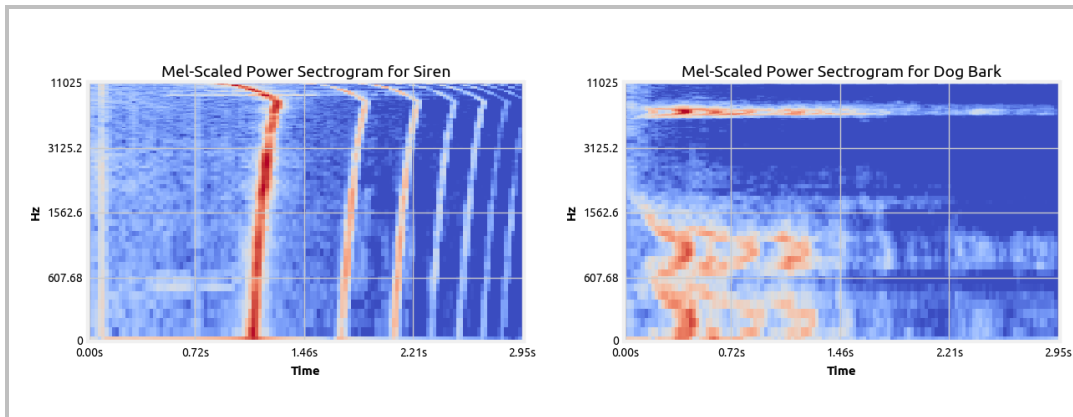 Mel-Scaled Power Sectrogram for Siren
11025
3125.2
1562.6
607.68
0
Hz
0.00s 0.72s 1.46s 2.21s 2.95s
Time
Mel-Scaled Power Sectrogram for Dog Bark
11025
3125.2
1562.6
607.68
0
Hz
0.00s 0.72s 1.46s 2.21s 2.95s
Time